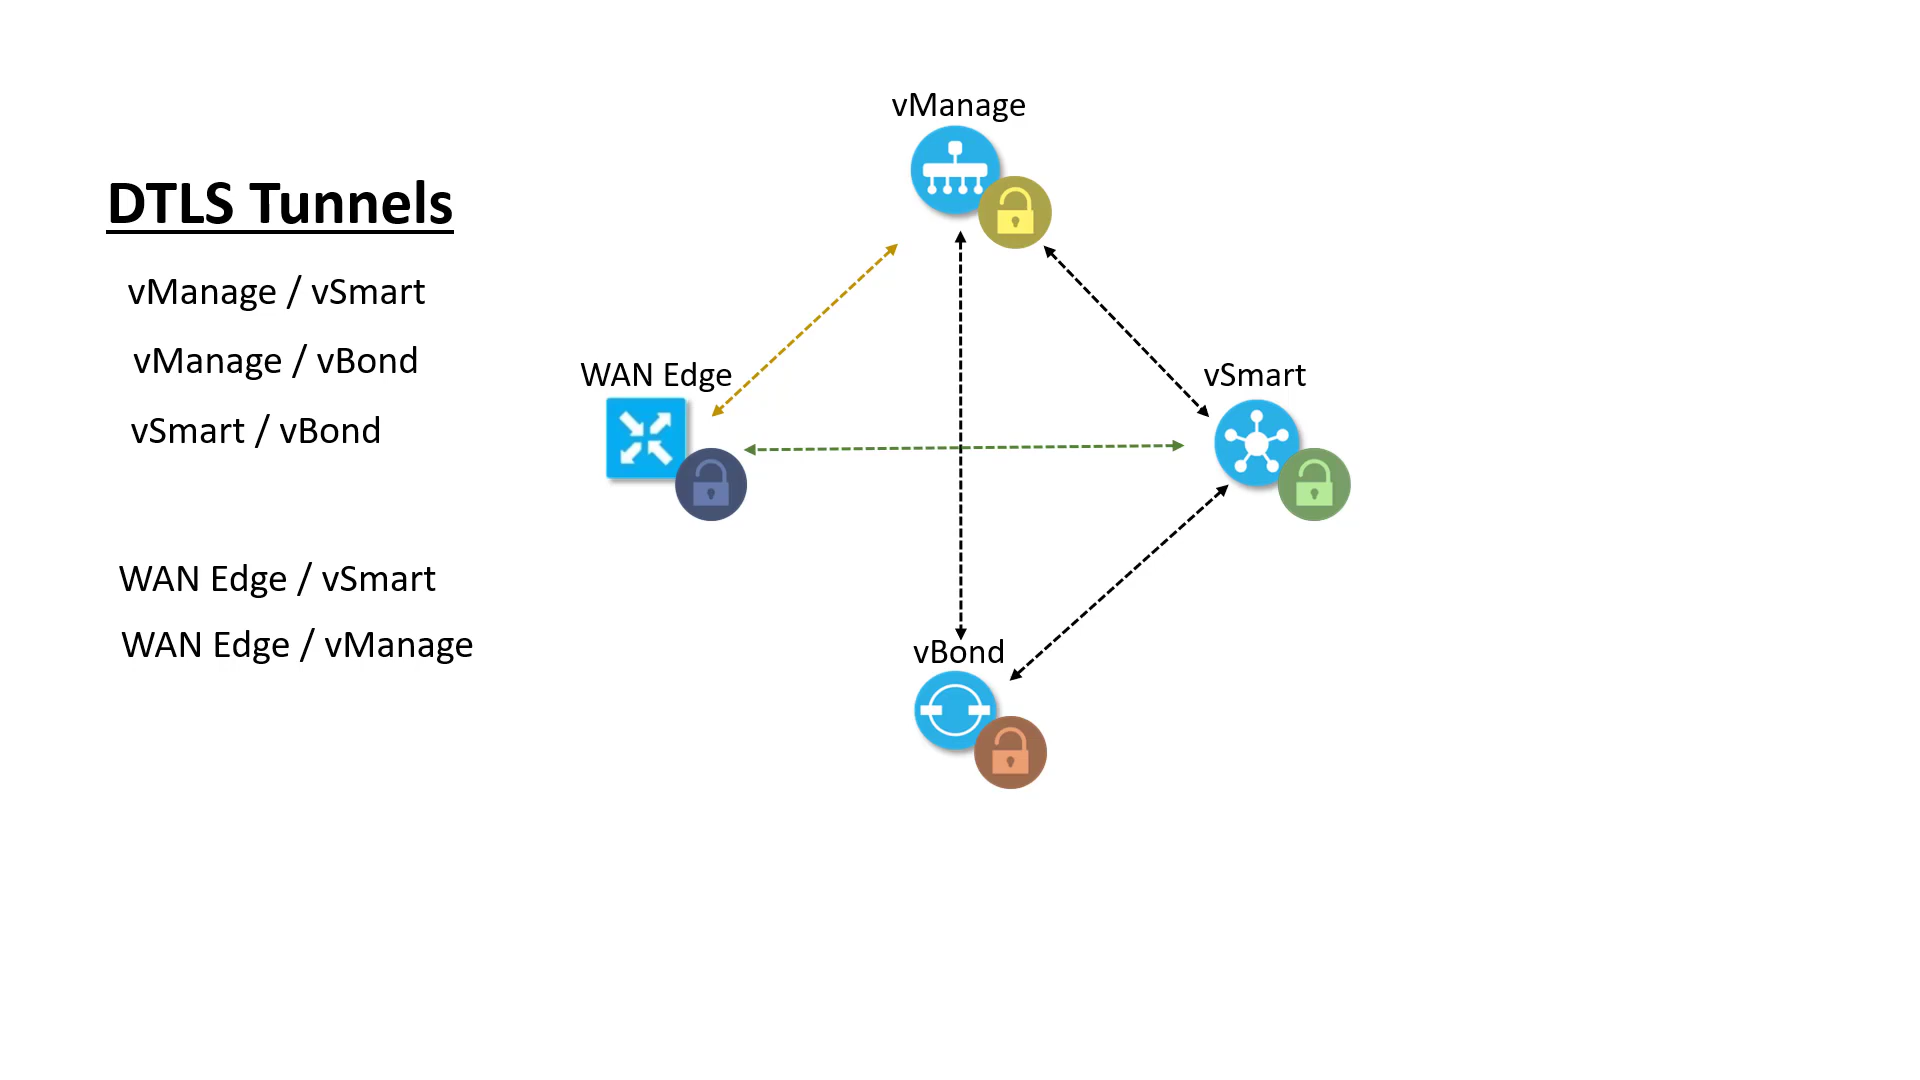 DTLS Tunnels
vManage / vSmart
vManage / vBond
vSmart / vBond
WAN Edge / vSmart
WAN Edge / vManage
vManage
WAN Edge
vSmart
vBond